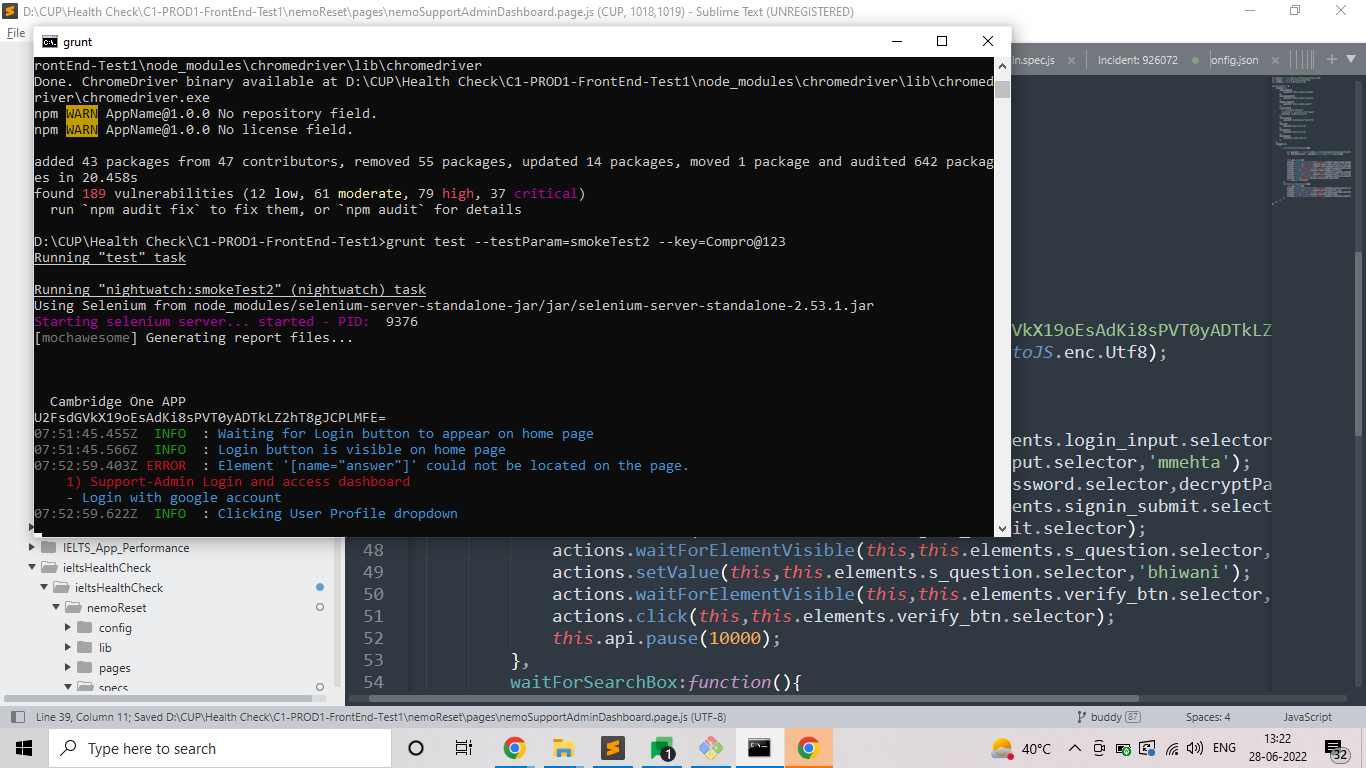 D:\CUP\Health Check\C1-PROD1-FrontEnd-Test1\nemoReset\pages\nemoSupportAdminDashboard.page.js (CUP, 1018,1019) - Sublime Text (UNREGISTERED)
File
grunt
in.spec.js
Incident: 926072
onfig.json
rontEnd-Test1\node_modules\chromedriver\lib\chromedriver
Done. ChromeDriver binary available at D:\CUP\Health Check\C1-PROD1-FrontEnd-Test1\node_modules\chromedriver\lib\chromed
river\chromedriver.exe
npm WARN AppName@1.0.0 No repository field.
npm WARN AppName@1.0.0 No license field.
added 43 packages from 47 contributors, removed 55 packages, updated 14 packages, moved 1 package and audited 642 packag
es in 20.458s
found 189 vulnerabilities (12 low, 61 moderate, 79 high, 37 critical)
run `npm audit fix` to fix them, or `npm audit` for details
D:\CUP\Health Check\C1-PROD1-FrontEnd-Test1>grunt test --testParam=smokeTest2 --key=Compro@123
Running "test" task
Running "nightwatch:smokeTest2" (nightwatch) task
Using Selenium from node_modules/selenium-server-standalone-jar/jar/selenium-server-standalone-2.53.1.jar
Starting selenium server... started - PID: 9376
[mochawesome] Generating report files...
Cambridge One APP
U2FsdGVkX19oEsAdKi8sPVT0yADTkLZ2hT8gJCPLMFE=
07:51:45.455Z INFO : Waiting for Login button to appear on home page
07:51:45.566Z INFO : Login button is visible on home page
07:52:59.403Z ERROR : Element '[name="answer"]' could not be located on the page.
1) Support-Admin Login and access dashboard
- Login with google account
07:52:59.622Z INFO : Clicking User Profile dropdown
VkX19oEsAdKi8sPVT0yADTkLZ
toJS.enc.Utf8);
ents.login_input.selector
put.selector,'mmehta');
ssword.selector,decryptPa
ents.signin_submit.select
it.selector);
48 actions.waitForElementVisible(this,this.elements.s_question.selector,
49 actions.setValue(this,this.elements.s_question.selector,'bhiwani');
50 actions.waitForElementVisible(this,this.elements.verify_btn.selector,
51 actions.click(this,this.elements.verify_btn.selector);
52 this.api.pause(10000);
53 },
54 waitForSearchBox:function(){
IELTS_App_Performance
ieltsHealthCheck
ieltsHealthCheck
nemoReset
config
lib
pages
specs
Line 39, Column 11; Saved D:\CUP\Health Check\C1-PROD1-FrontEnd-Test1\nemoReset\pages\nemoSupportAdminDashboard.page.js (UTF-8)
buddy 87
Spaces: 4
JavaScript
Type here to search
1
40°C
ENG
13:22
28-06-2022
32